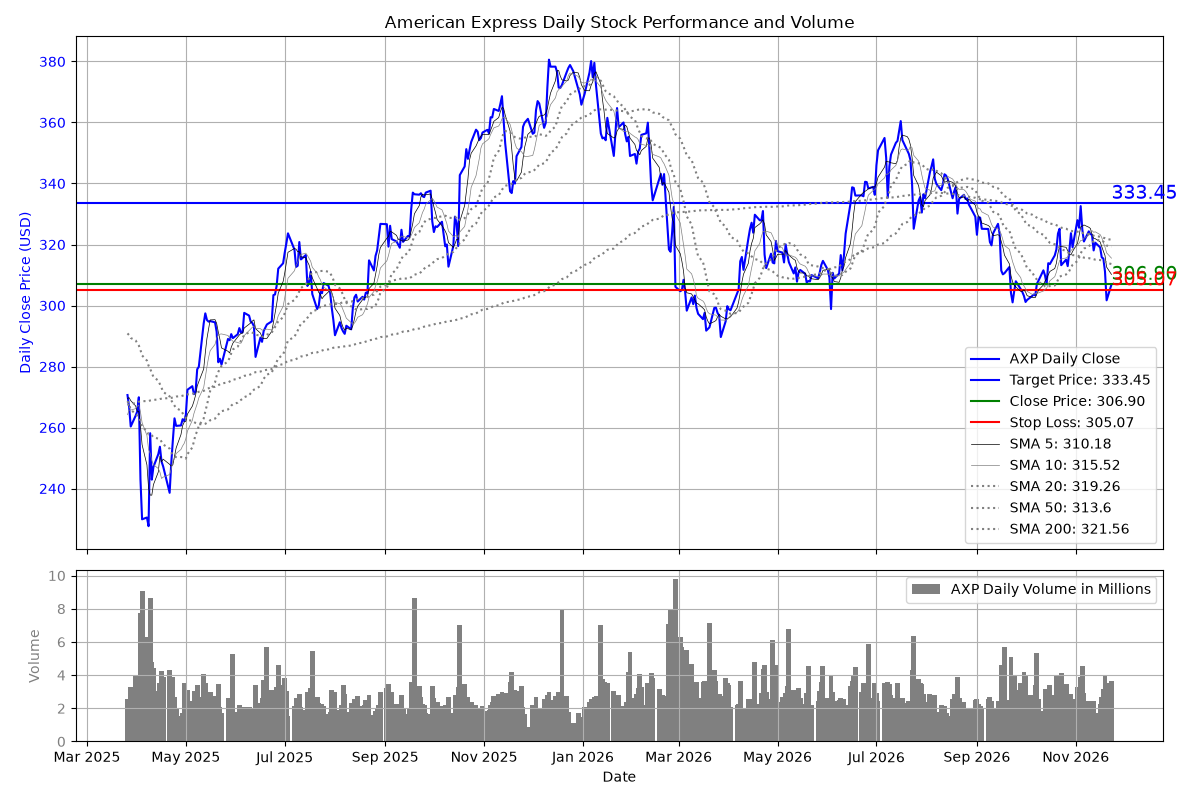 American Express Daily Stock Performance and Volume
Daily Close Price (USD)
380
360
340
320
300
280
260
240
333.45
306.90
305.07
AXP Daily Close
Target Price: 333.45
Close Price: 306.90
Stop Loss: 305.07
SMA 5: 310.18
SMA 10: 315.52
SMA 20: 319.26
SMA 50: 313.6
SMA 200: 321.56
Volume
10
8
6
4
2
0
AXP Daily Volume in Millions
Mar 2025 May 2025 Jul 2025 Sep 2025 Nov 2025 Jan 2026 Mar 2026 May 2026 Jul 2026 Sep 2026 Nov 2026
Date